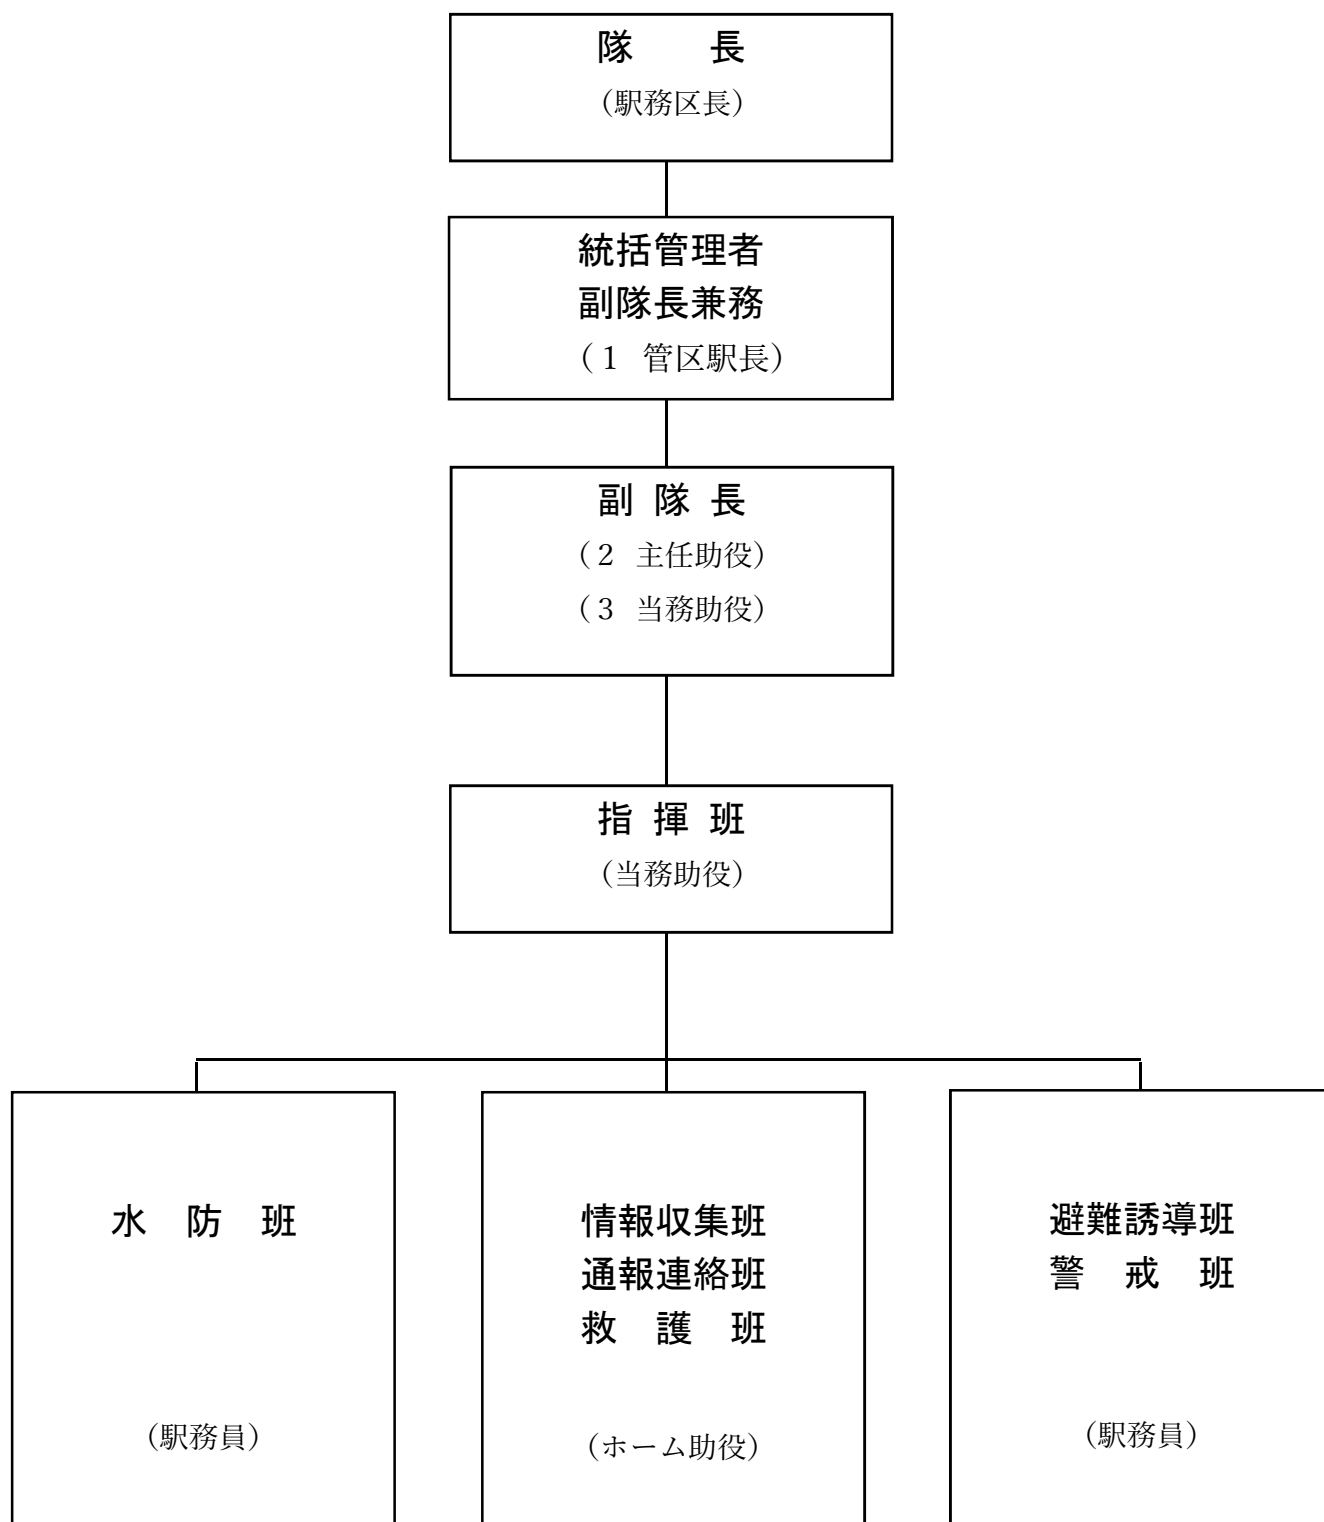 隊　　長
（駅務区長）
統括管理者
副隊長兼務
（１　管区駅長）
副 隊 長
（２　主任助役）
（３　当務助役）
指 揮 班
（当務助役）
水　防　班
（駅務員）
情報収集班
通報連絡班
救　護　班
（ホーム助役）
避難誘導班
警　戒　班
（駅務員）